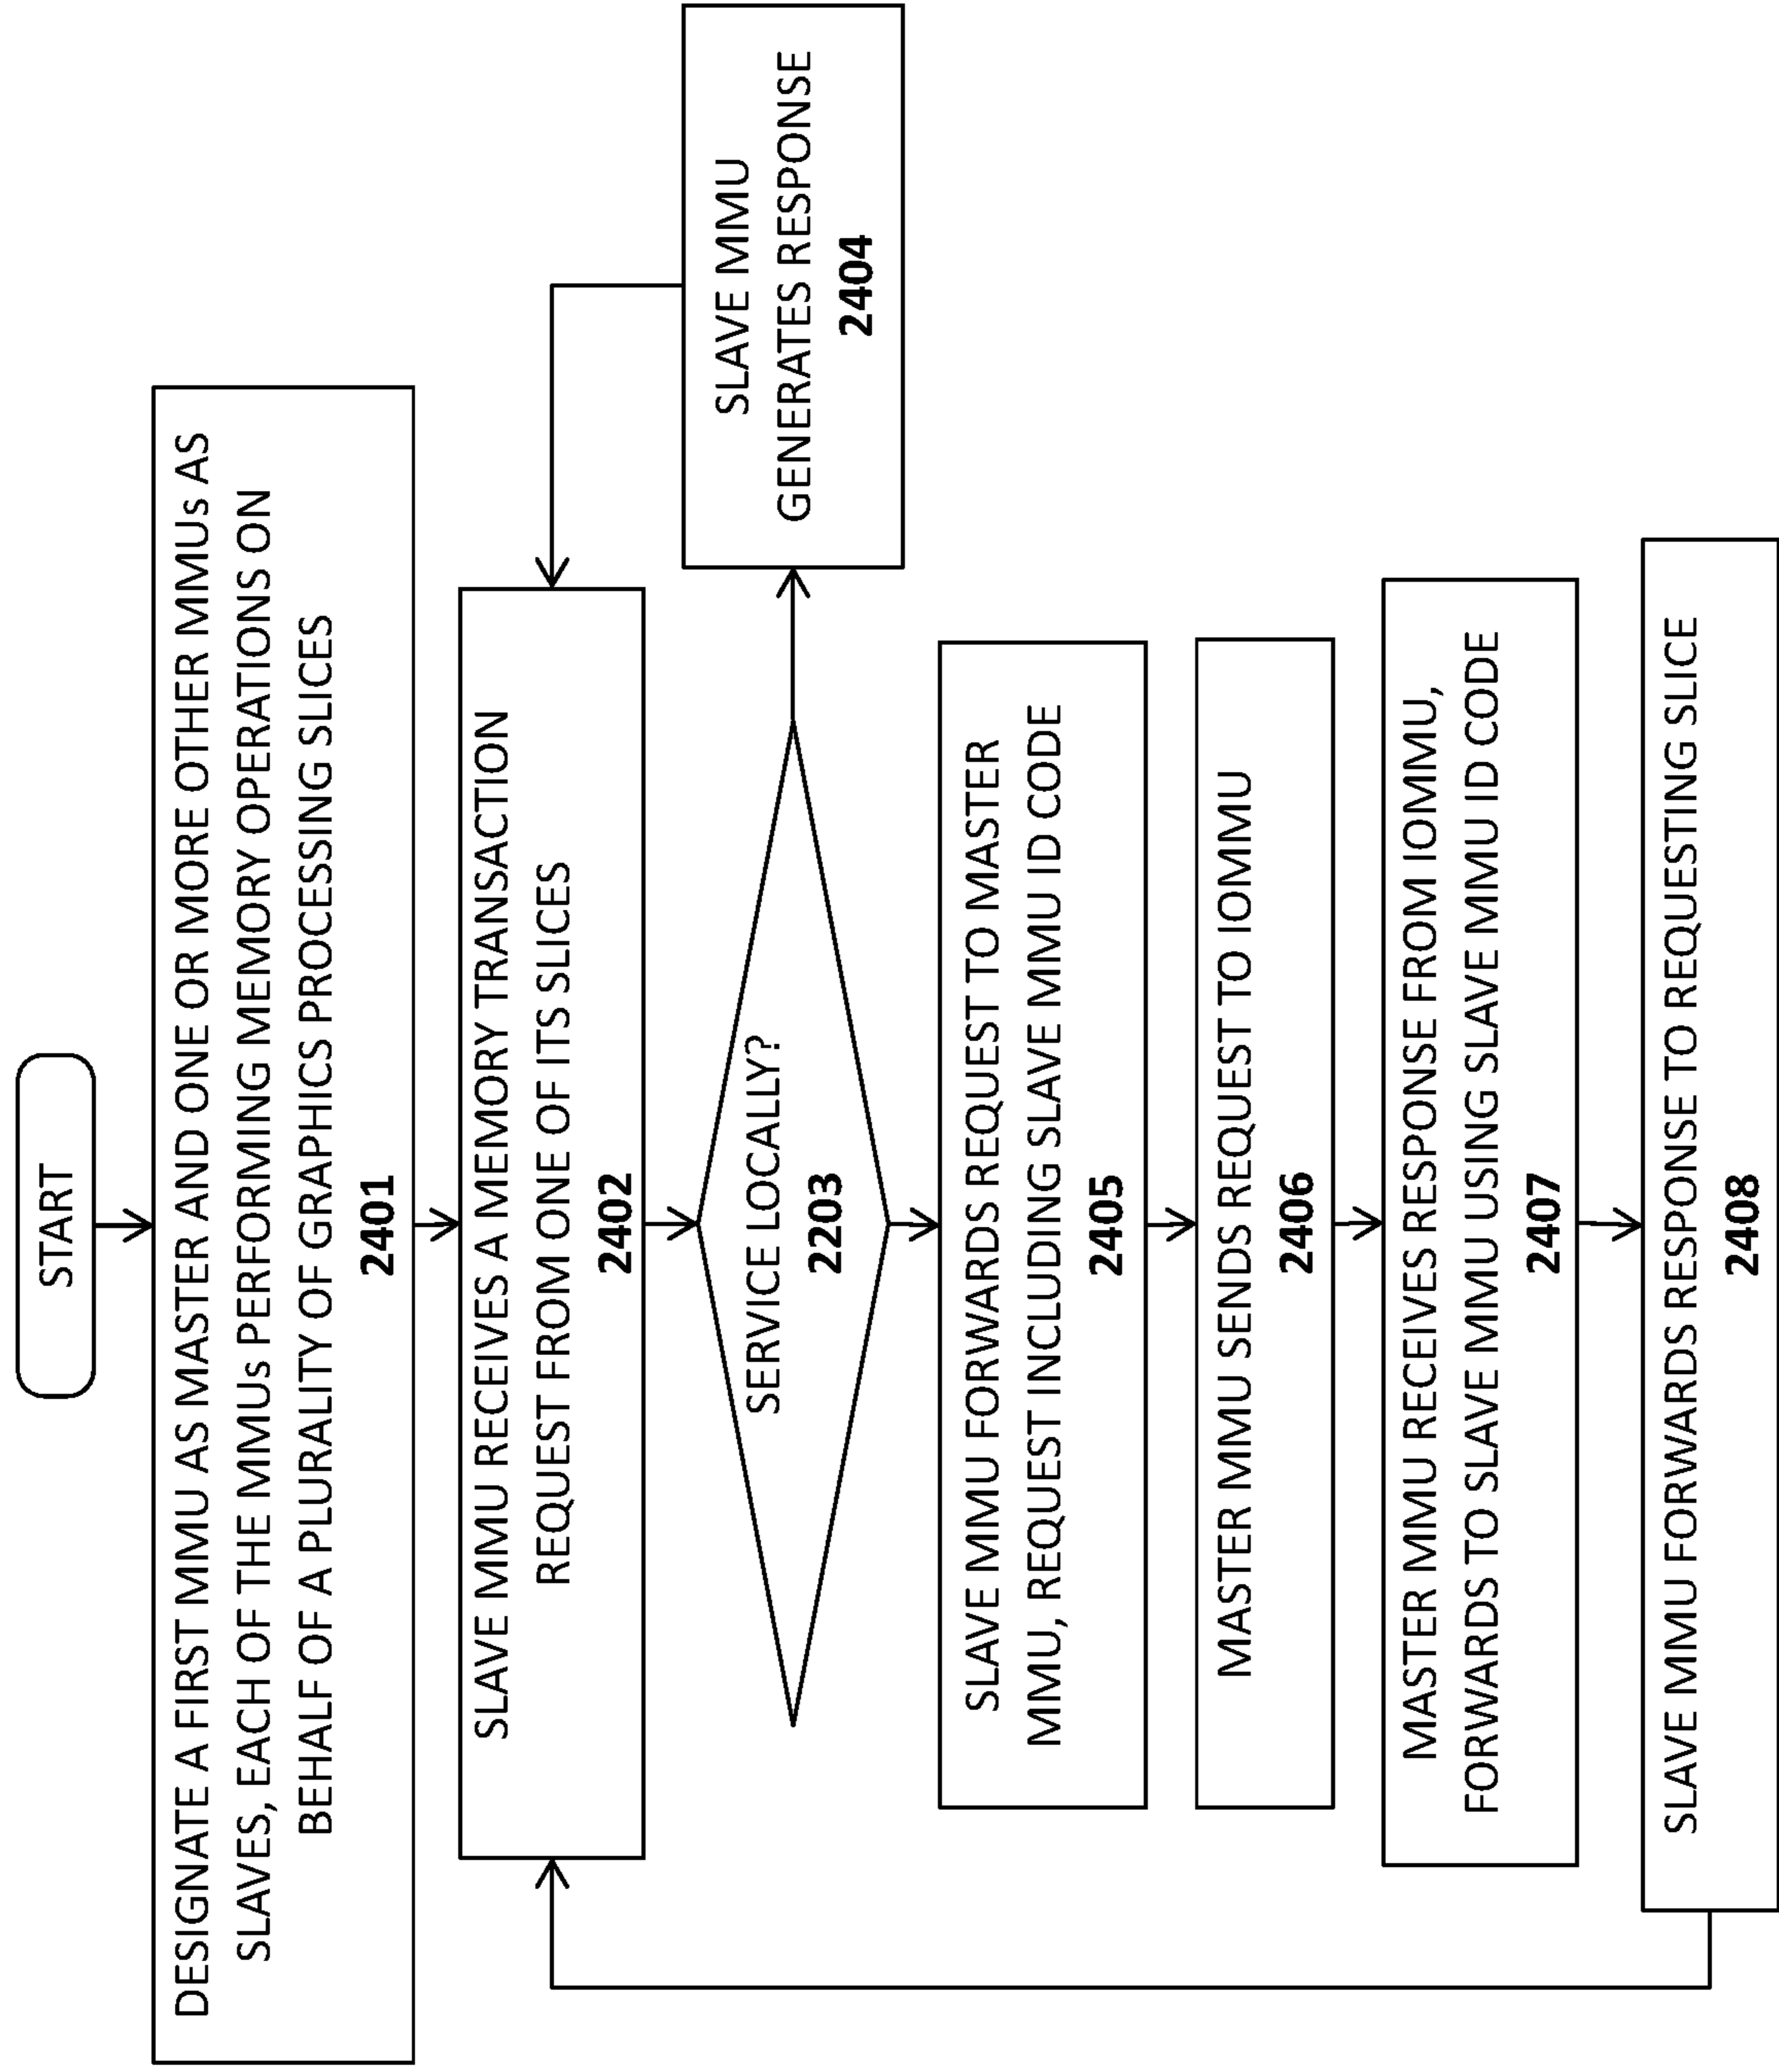 START
DESIGNATE A FIRST MMU AS MASTER AND ONE OR MORE OTHER MMUs AS
SLAVES, EACH OF THE MMUs PERFORMING MEMORY OPERATIONS ON
BEHALF OF A PLURALITY OF GRAPHICS PROCESSING SLICES
2401
SLAVE MMU RECEIVES A MEMORY TRANSACTION
REQUEST FROM ONE OF ITS SLICES
2402
SERVICE LOCALLY?
2203
SLAVE MMU
GENERATES RESPONSE
2404
SLAVE MMU FORWARDS REQUEST TO MASTER
MMU, REQUEST INCLUDING SLAVE MMU ID CODE
2405
MASTER MMU SENDS REQUEST TO IOMMU
2406
MASTER MMU RECEIVES RESPONSE FROM IOMMU,
FORWARDS TO SLAVE MMU USING SLAVE MMU ID CODE
2407
SLAVE MMU FORWARDS RESPONSE TO REQUESTING SLICE
2408